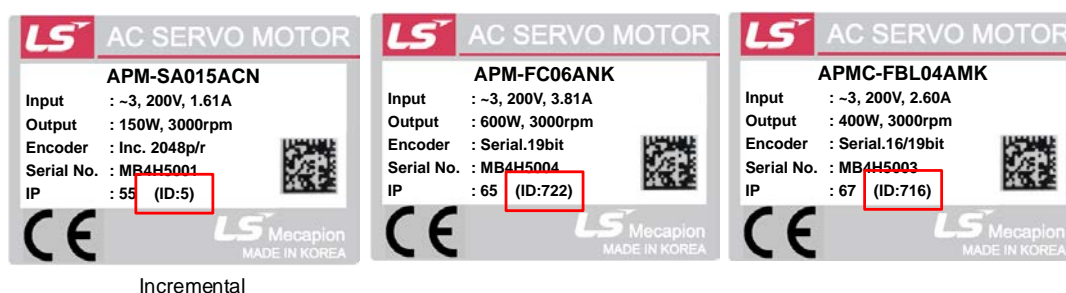 LS AC SERVO MOTOR
APM-SA015ACN
Input : ~3, 200V, 1.61A
Output : 150W, 3000rpm
Encoder : Inc. 2048p/r
Serial No. : MB4H5001
IP : 55 (ID:5)
CE LS Mecapion
MADE IN KOREA
Incremental
LS AC SERVO MOTOR
APM-FC06ANK
Input : ~3, 200V, 3.81A
Output : 600W, 3000rpm
Encoder : Serial.19bit
Serial No. : MB4H5004
IP : 65 (ID:722)
CE LS Mecapion
MADE IN KOREA
LS AC SERVO MOTOR
APMC-FBL04AMK
Input : ~3, 200V, 2.60A
Output : 400W, 3000rpm
Encoder : Serial.16/19bit
Serial No. : MB4H5003
IP : 67 (ID:716)
CE LS Mecapion
MADE IN KOREA